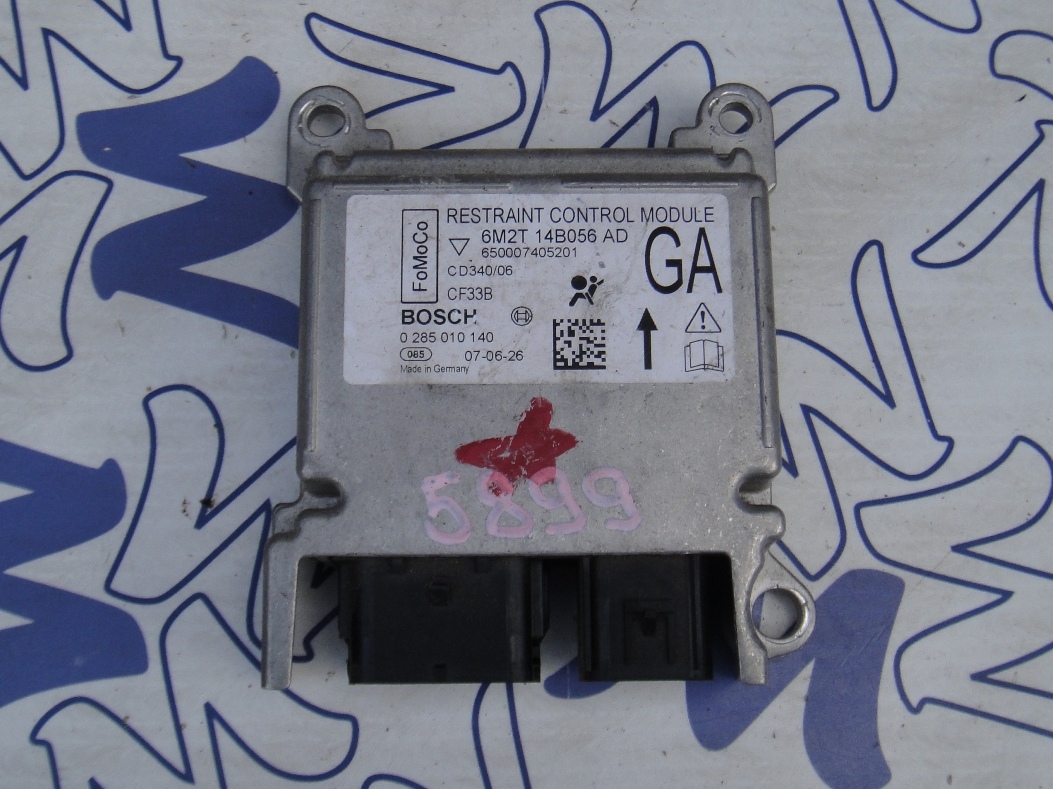 RESTRAINT CONTROL MODULE
FoMoCo
6M2T 14B056 AD
650007405201
GA
CD340/06
CF33B
BOSCH
0 285 010 140
085 07-06-26
Made in Germany
5899